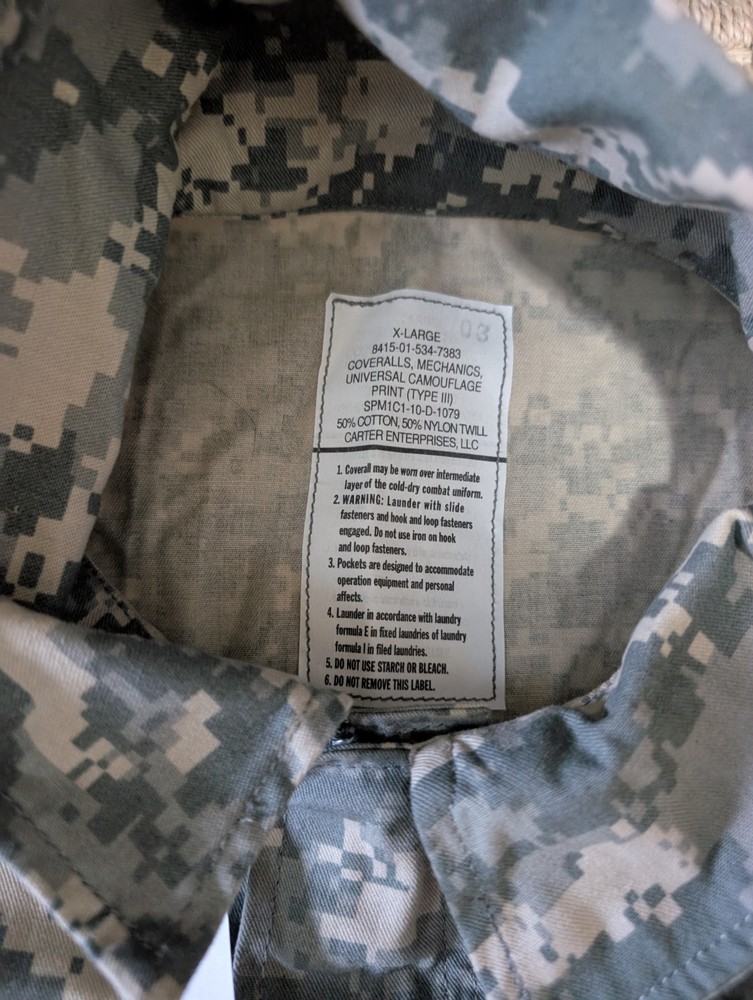 03
X-LARGE
8415-01-534-7383
COVERALLS, MECHANICS,
UNIVERSAL CAMOUFLAGE
PRINT (TYPE III)
SPM1C1-10-D-1079
50% COTTON, 50% NYLON TWILL
CARTER ENTERPRISES, LLC
1. Coverall may be worn over intermediate
layer of the cold-dry combat uniform.
2. WARNING: Launder with slide
fasteners and hook and loop fasteners
engaged. Do not use iron on hook
and loop fasteners.
3. Pockets are designed to accommodate
operation equipment and personal
affects.
4. Launder in accordance with laundry
formula E in fixed laundries of laundry
formula I in filed laundries.
5. DO NOT USE STARCH OR BLEACH.
6. DO NOT REMOVE THIS LABEL.